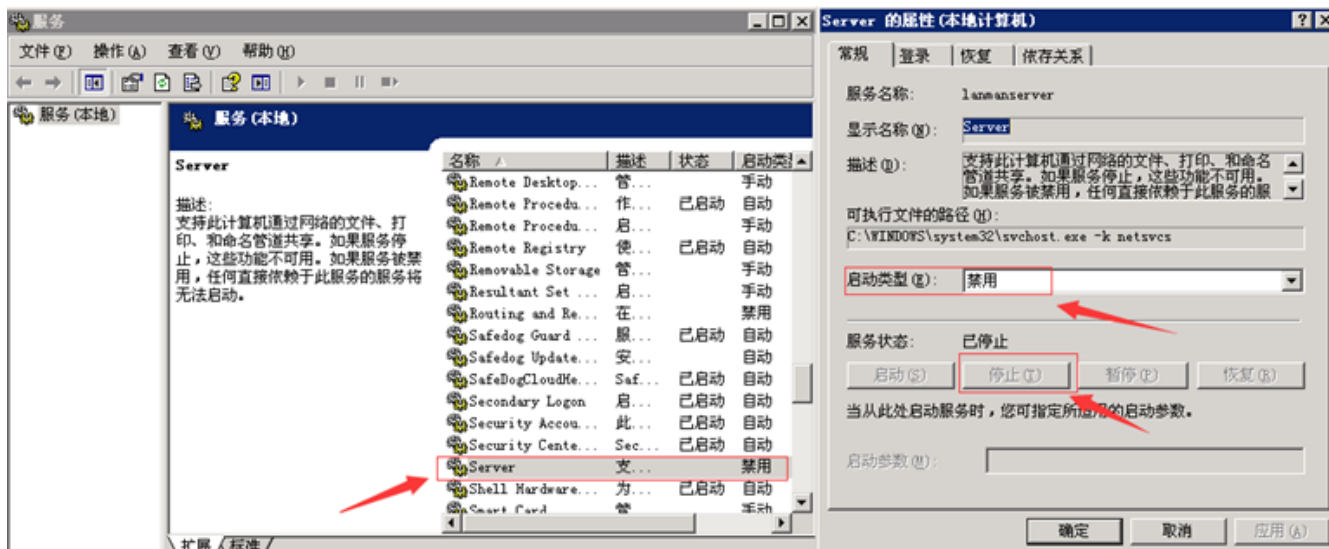 服务
文件(F) 操作(A) 查看(V) 帮助(H)
服务(本地)
服务(本地)
Server
描述:
支持此计算机通过网络的文件、打
印、和命名管道共享。如果服务停
止，这些功能不可用。如果服务被禁
用，任何直接依赖于此服务的服务将
无法启动。
名称 描述 状态 启动类
Remote Desktop... 管... 手动
Remote Procedu... 作... 已启动 自动
Remote Procedu... 启... 手动
Remote Registry 使... 已启动 自动
Removable Storage 管... 手动
Resultant Set ... 启... 手动
Routing and Re... 在... 禁用
Safedog Guard ... 服... 已启动 自动
Safedog Update... 安... 自动
SafeDogCloudHe... Saf... 已启动 自动
Secondary Logon 启... 已启动 自动
Security Accou... 此... 已启动 自动
Security Cente... Sec... 已启动 自动
Server 支... 禁用
Shell Hardware... 为... 已启动 自动
Smart Card 管 手动
扩展 标准
Server 的属性(本地计算机)
常规 登录 恢复 依存关系
服务名称: lanmanserver
显示名称(N): Server
描述(D): 支持此计算机通过网络的文件、打印、和命名
管道共享。如果服务停止，这些功能不可用。
如果服务被禁用，任何直接依赖于此服务的服
可执行文件的路径(H):
C:\WINDOWS\system32\svchost.exe -k netsvcs
启动类型(E): 禁用
服务状态: 已停止
启动(S) 停止(T) 暂停(P) 恢复(R)
当从此处启动服务时，您可指定所适用的启动参数。
启动参数(M):
确定 取消 应用(A)